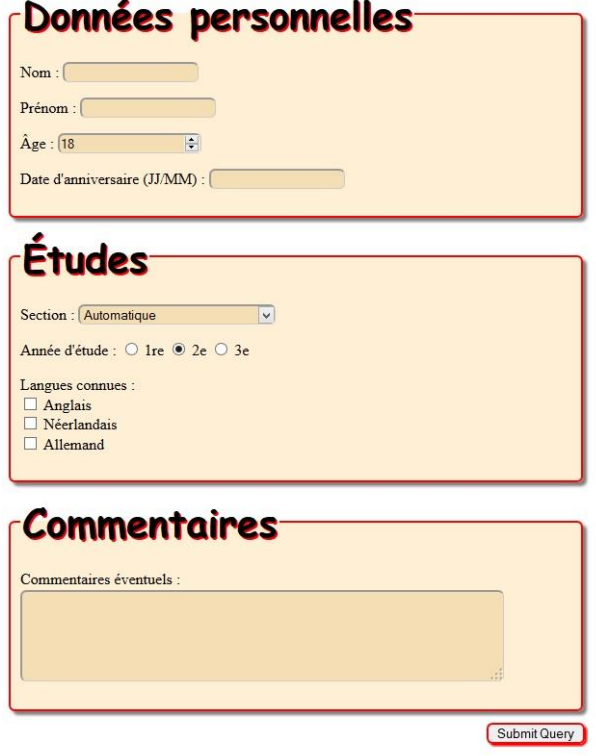 Données personnelles
Nom :
Prénom :
Âge : 18
Date d'anniversaire (JJ/MM) :
Études
Section : Automatique
Année d'étude : 1re 2e 3e
Langues connues :
Anglais
Néerlandais
Allemand
Commentaires
Commentaires éventuels :
Submit Query